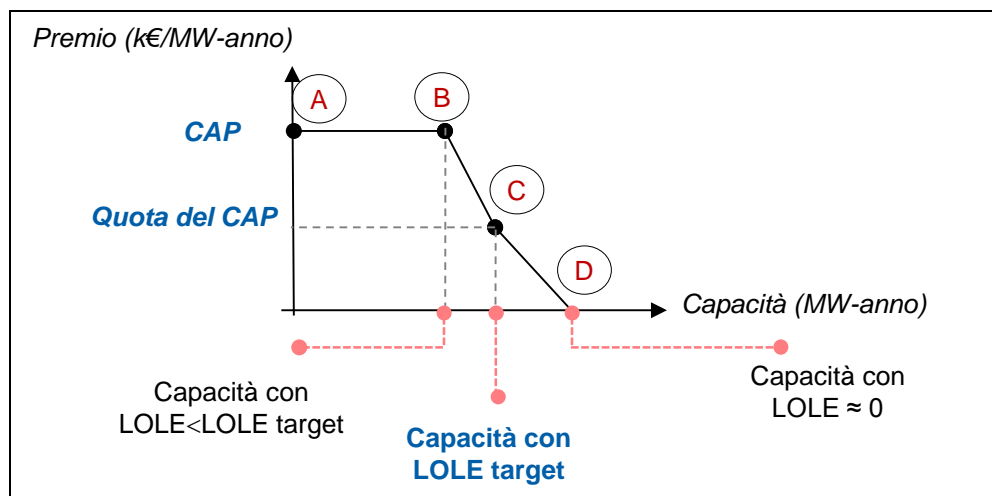 Premio (k€/MW-anno)
A
B
CAP
C
Quota del CAP
D
Capacità (MW-anno)
Capacità con
LOLE<LOLE target
Capacità con
LOLE target
Capacità con
LOLE ≈ 0